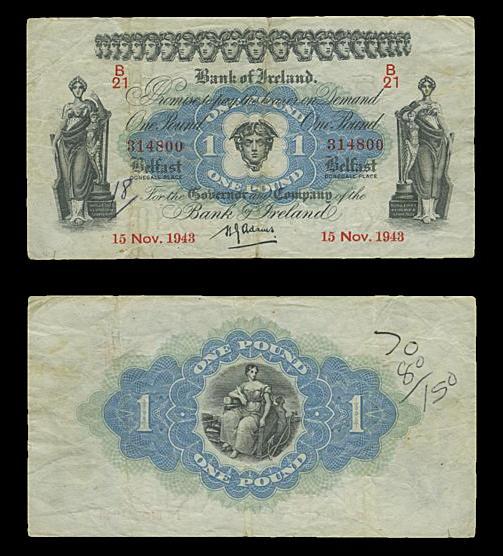 B
21
B
21
Bank of Ireland.
I Promise to pay the bearer on Demand
One Pound One Pound
314800 314800
1 1
Belfast Belfast
DONEGALL PLACE DONEGALL PLACE
ONE POUND
18
For the Governor and Company of the
Bank of Ireland
15 Nov. 1943 15 Nov. 1943
H J Adams
ONE POUND
1 1
ONE POUND
70
80/150